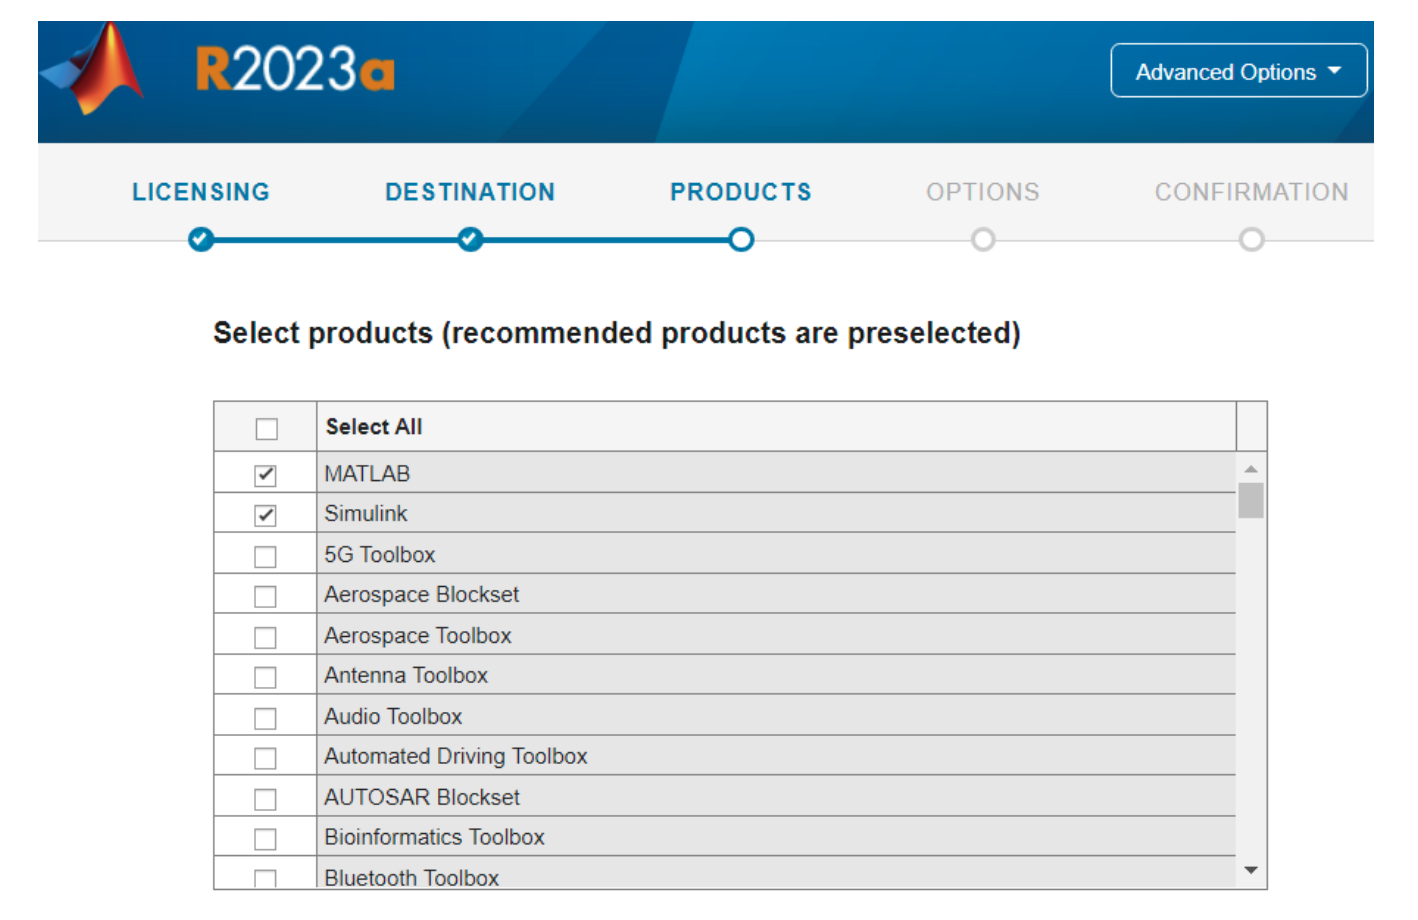 R2023a
Advanced Options
LICENSING DESTINATION PRODUCTS OPTIONS CONFIRMATION
Select products (recommended products are preselected)
Select All
MATLAB
Simulink
5G Toolbox
Aerospace Blockset
Aerospace Toolbox
Antenna Toolbox
Audio Toolbox
Automated Driving Toolbox
AUTOSAR Blockset
Bioinformatics Toolbox
Bluetooth Toolbox